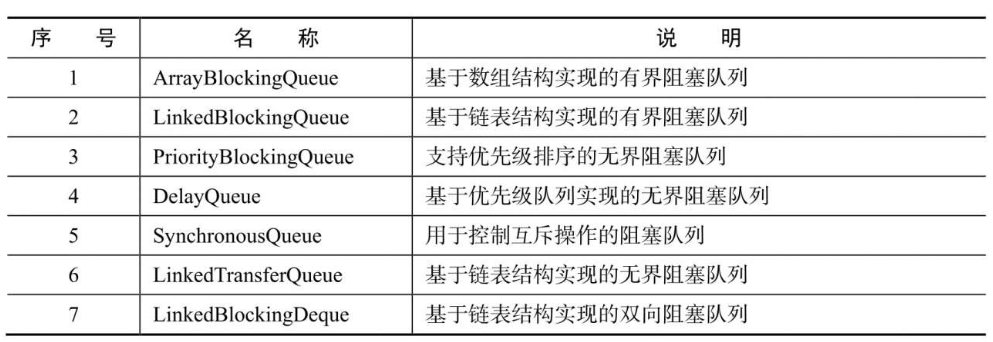 序 号 名 称 说 明
1 ArrayBlockingQueue 基于数组结构实现的有界阻塞队列
2 LinkedBlockingQueue 基于链表结构实现的有界阻塞队列
3 PriorityBlockingQueue 支持优先级排序的无界阻塞队列
4 DelayQueue 基于优先级队列实现的无界阻塞队列
5 SynchronousQueue 用于控制互斥操作的阻塞队列
6 LinkedTransferQueue 基于链表结构实现的无界阻塞队列
7 LinkedBlockingDeque 基于链表结构实现的双向阻塞队列